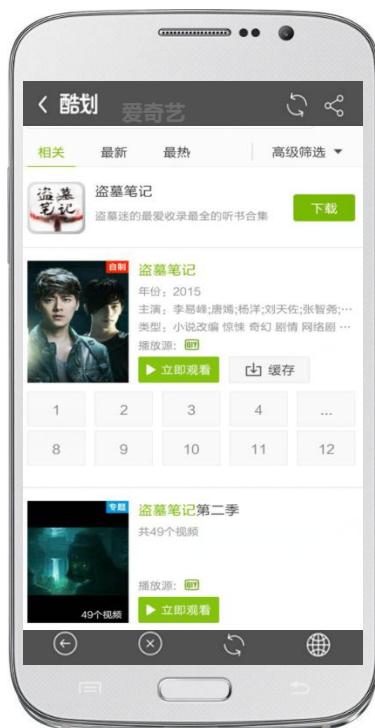 酷划 爱奇艺
相关 最新 最热 高级筛选
盗墓笔记
盗墓笔记
盗墓迷的最爱收录最全的听书合集
下载
自制
盗墓笔记
年份：2015
主演：李易峰;唐嫣;杨洋;刘天佐;张智尧;…
类型：小说改编 惊悚 奇幻 剧情 网络剧 …
播放源：QIY
立即观看 缓存
1 2 3 4 ...
8 9 10 11 12
专题
盗墓笔记第二季
共49个视频
播放源：QIY
49个视频
立即观看